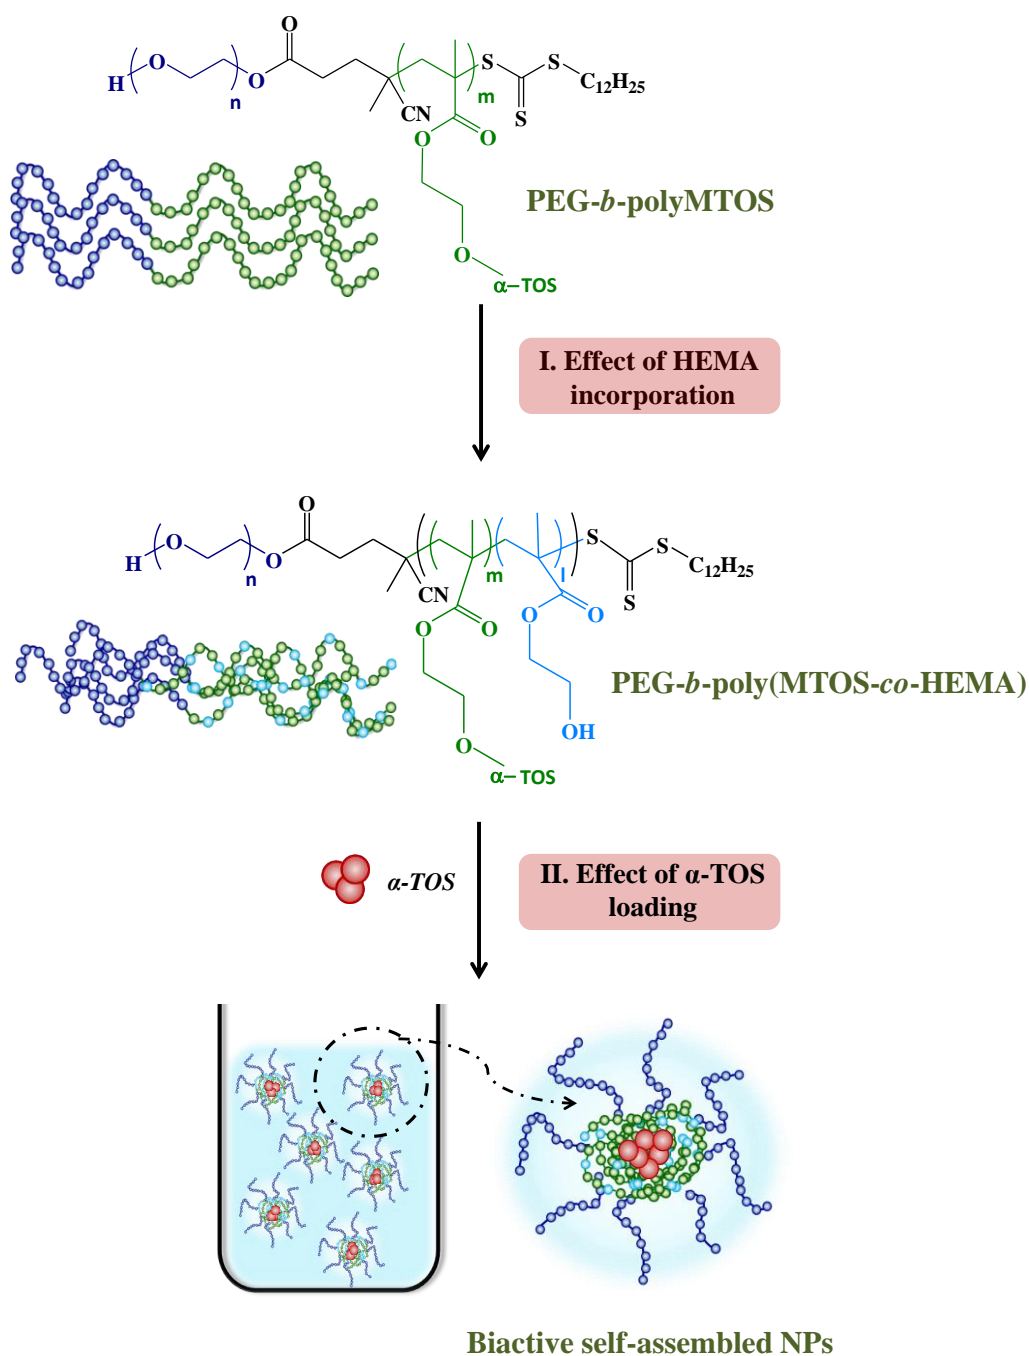 O
H
O
O
n
CN
m
S
S
C12H25
S
O
O
O
α–TOS
PEG-b-polyMTOS
I. Effect of HEMA
incorporation
O
H
O
O
n
CN
m
l
S
S
C12H25
S
O
O
O
O
O
α–TOS
OH
PEG-b-poly(MTOS-co-HEMA)
α-TOS
II. Effect of α-TOS
loading
Biactive self-assembled NPs